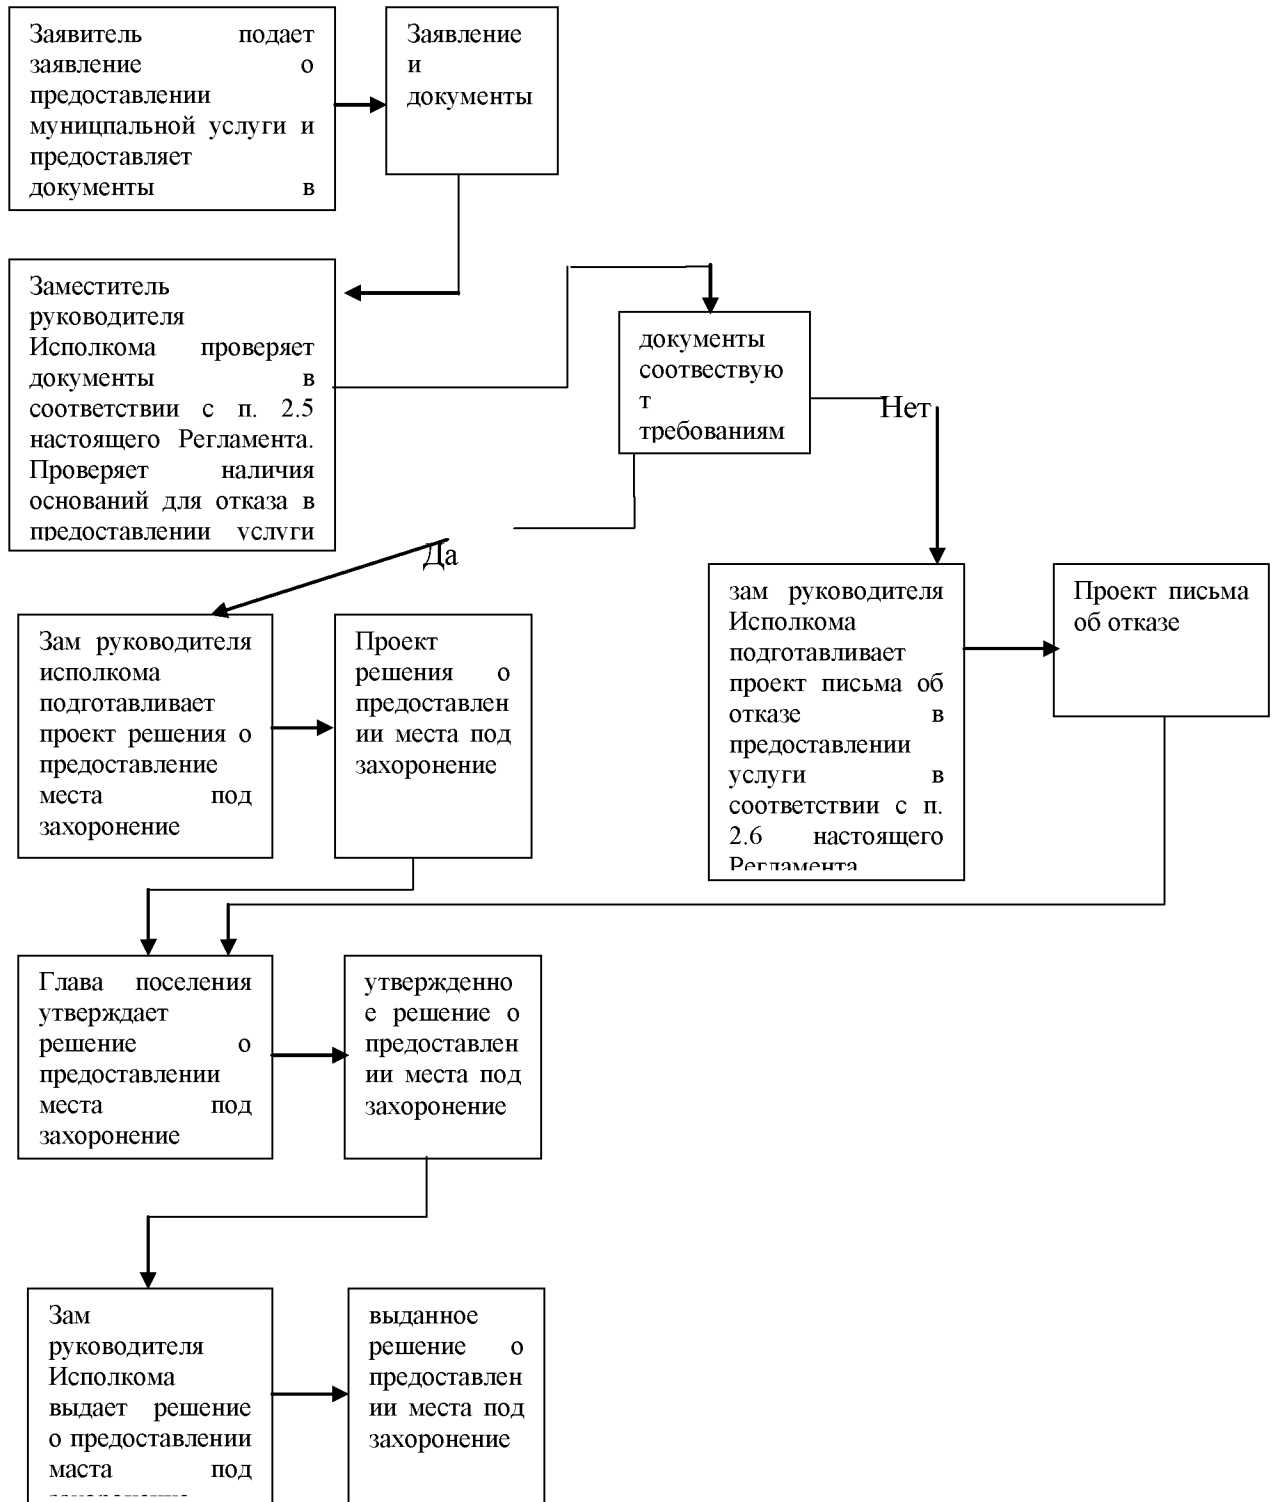 Заявитель подает
заявление о
предоставлении
муницпальной услуги и
предоставляет
документы в
Заявление
и
документы
Заместитель
руководителя
Исполкома проверяет
документы в
соответствии с п. 2.5
настоящего Регламента.
Проверяет наличия
оснований для отказа в
предоставлении услуги
документы
соотвествую
т
требованиям
Нет
Да
Зам руководителя
исполкома
подготавливает
проект решения о
предоставление
места под
захоронение
Проект
решения о
предоставлен
ии места под
захоронение
зам руководителя
Исполкома
подготавливает
проект письма об
отказе в
предоставлении
услуги в
соответствии с п.
2.6 настоящего
Регламента
Проект письма
об отказе
Глава поселения
утверждает
решение о
предоставлении
места под
захоронение
утвержденно
е решение о
предоставлен
ии места под
захоронение
Зам
руководителя
Исполкома
выдает решение
о предоставлении
маста под
выданное
решение о
предоставлен
ии места под
захоронение